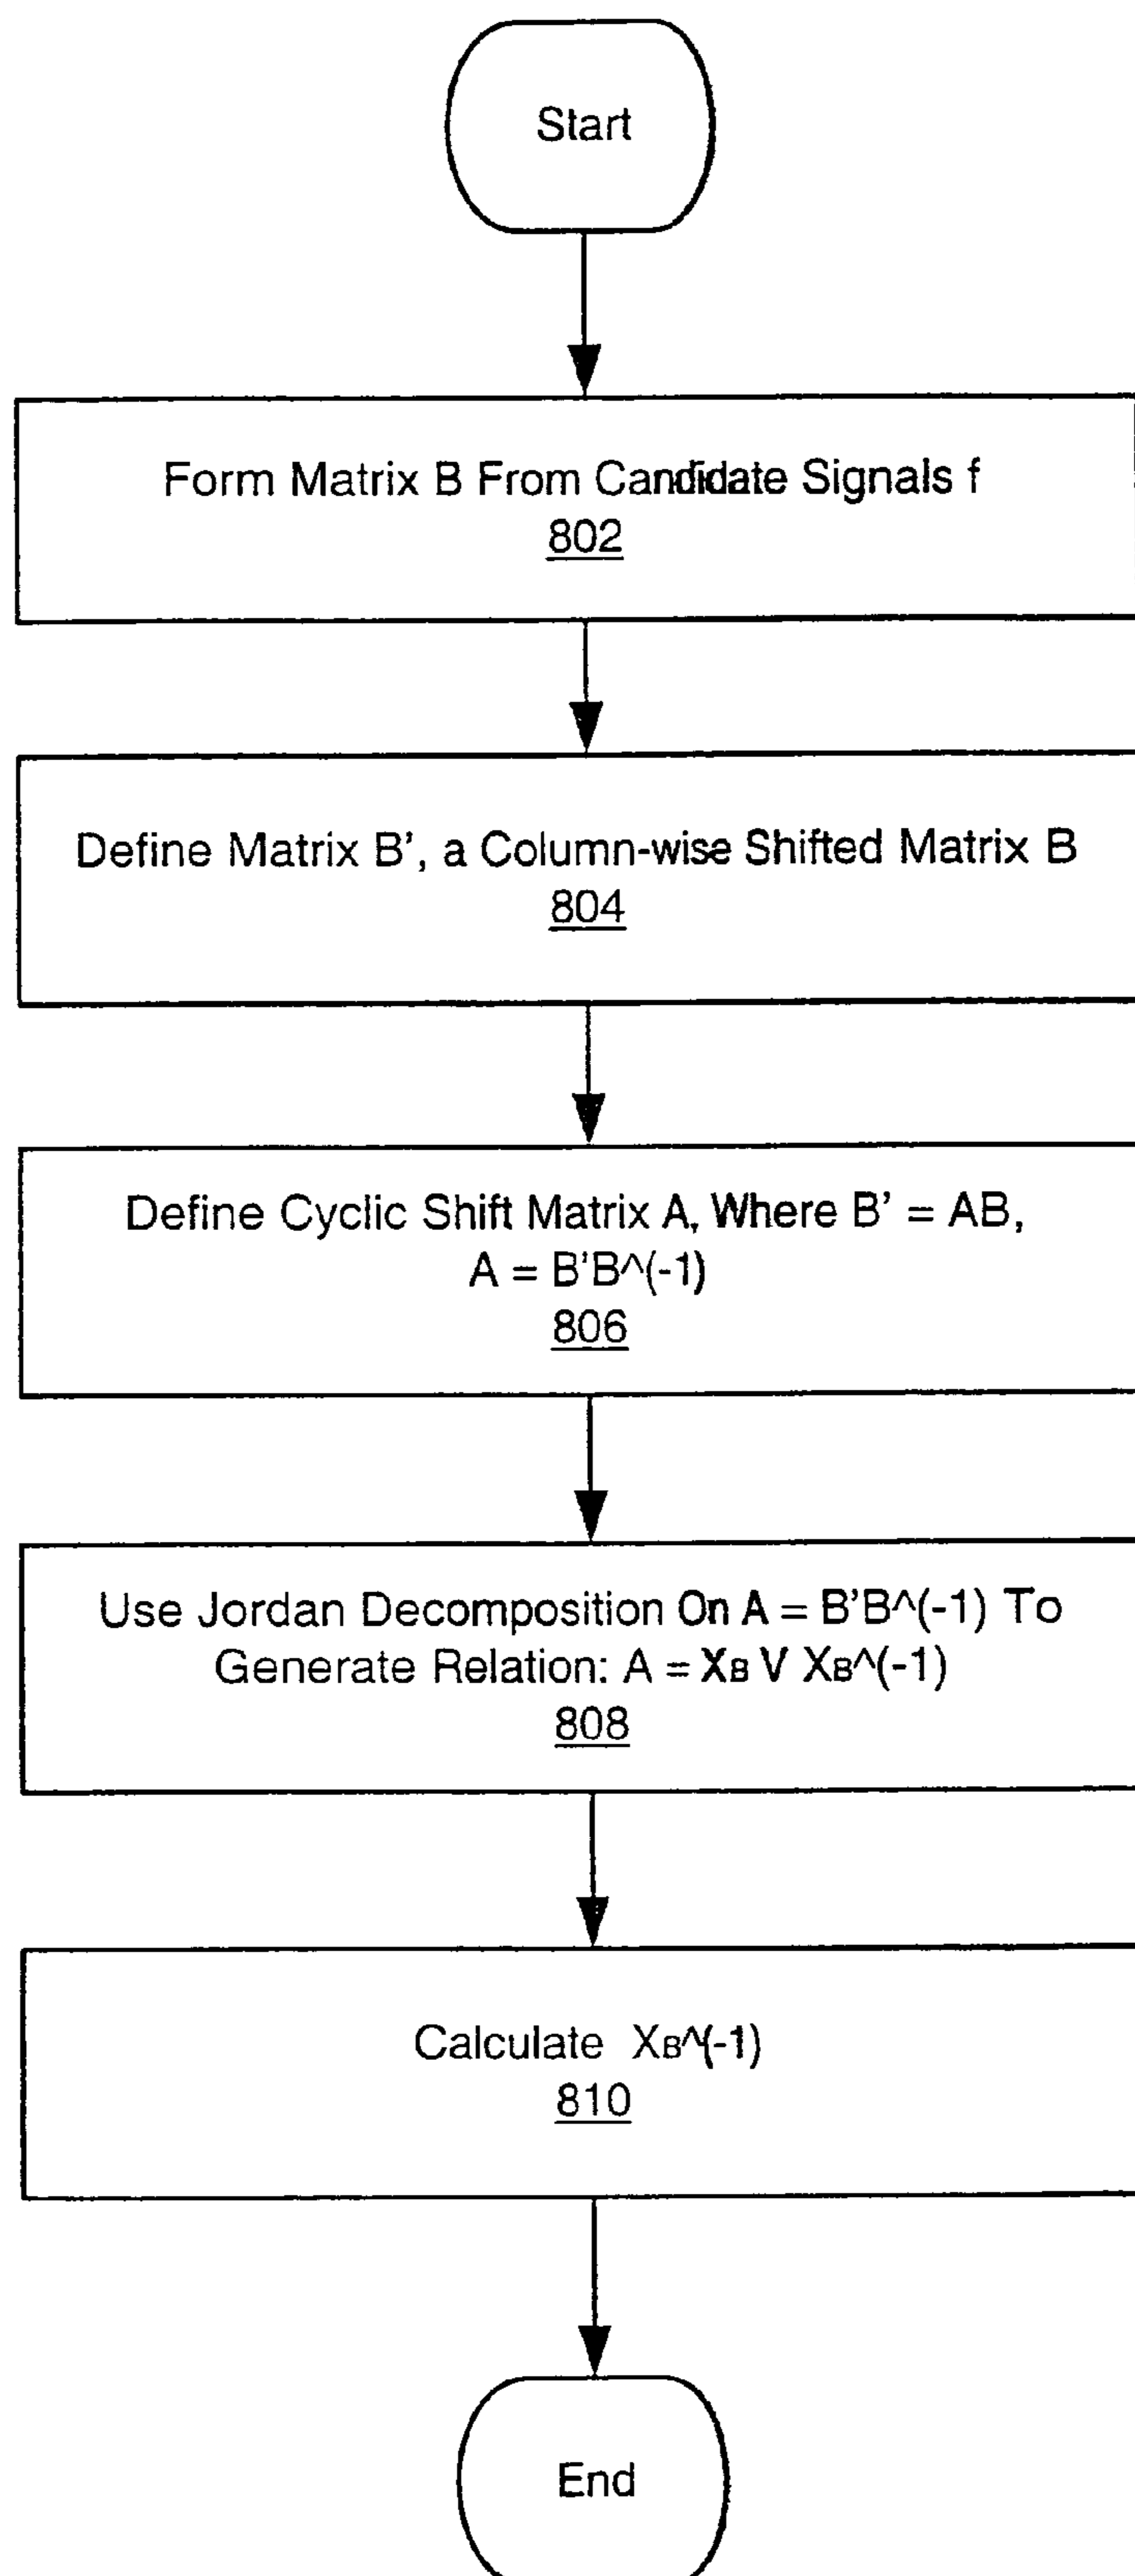 Start
Form Matrix B From Candidate Signals f
802
Define Matrix B', a Column-wise Shifted Matrix B
804
Define Cyclic Shift Matrix A, Where B' = AB,
A = B'B^(-1)
806
Use Jordan Decomposition On A = B'B^(-1) To
Generate Relation: A = XB V XB^(-1)
808
Calculate XB^(-1)
810
End